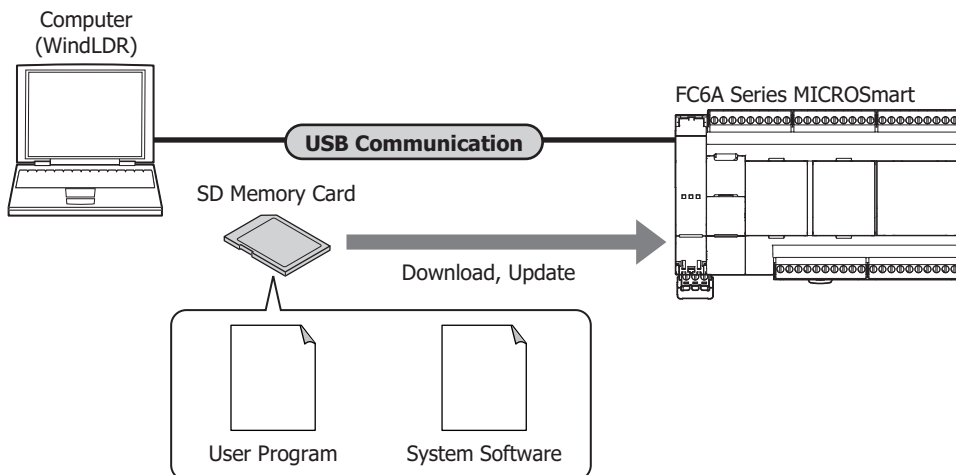 Computer
(WindLDR)
FC6A Series MICROSmart
USB Communication
SD Memory Card
Download, Update
User Program
System Software